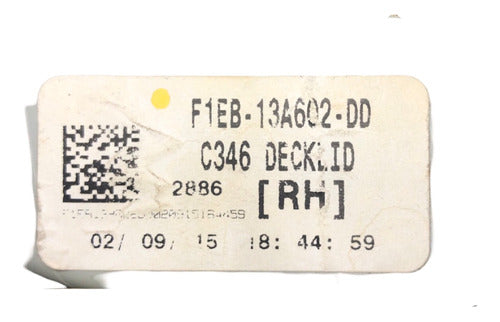 F1EB-13A602-DD
C346 DECKLID
2886 [RH]
02/ 09/ 15 18: 44: 59